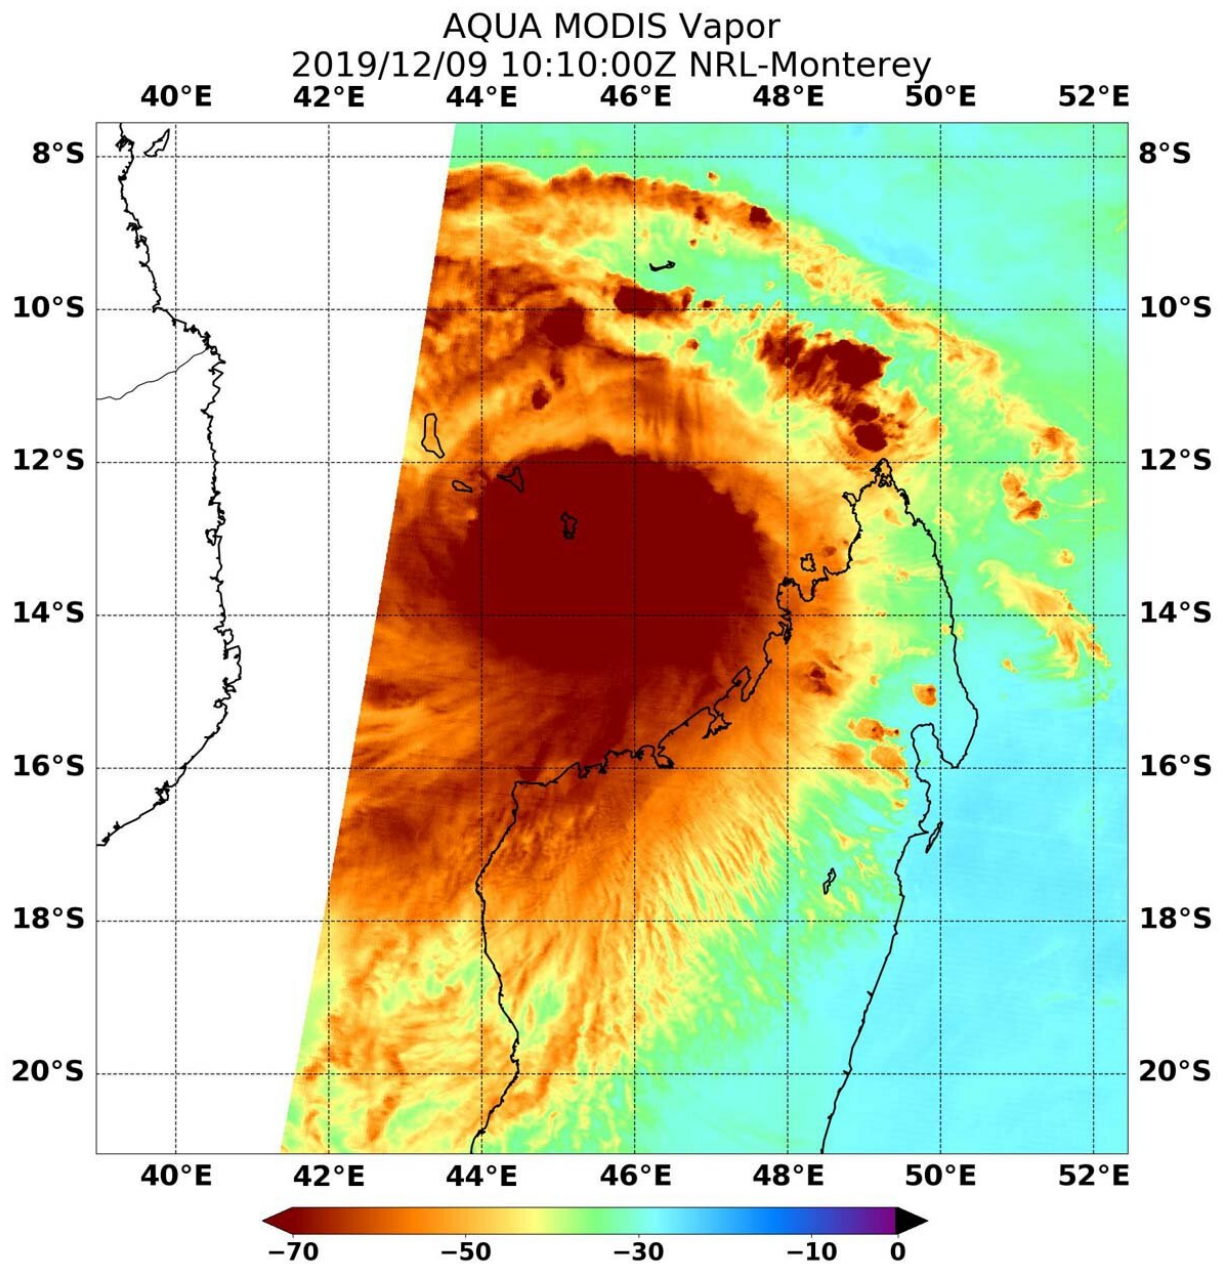 AQUA MODIS Vapor
2019/12/09 10:10:00Z NRL-Monterey
40°E 42°E 44°E 46°E 48°E 50°E 52°E
8°S 8°S
10°S 10°S
12°S 12°S
14°S 14°S
16°S 16°S
18°S 18°S
20°S 20°S
40°E 42°E 44°E 46°E 48°E 50°E 52°E
−70 −50 −30 −10 0